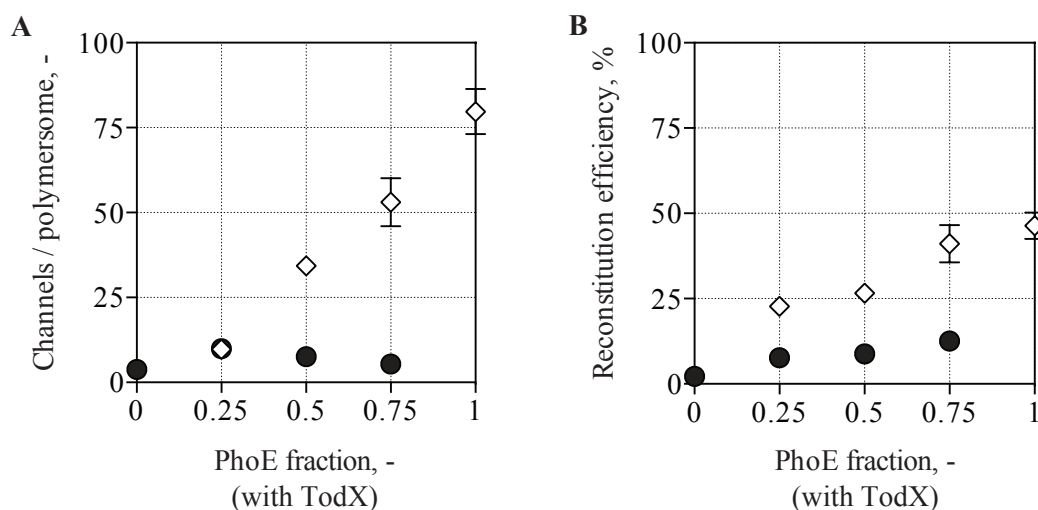 A
Channels / polymersome, -
100
75
50
25
0
0 0.25 0.5 0.75 1
PhoE fraction, -
(with TodX)
B
Reconstitution efficiency, %
100
75
50
25
0
0 0.25 0.5 0.75 1
PhoE fraction, -
(with TodX)